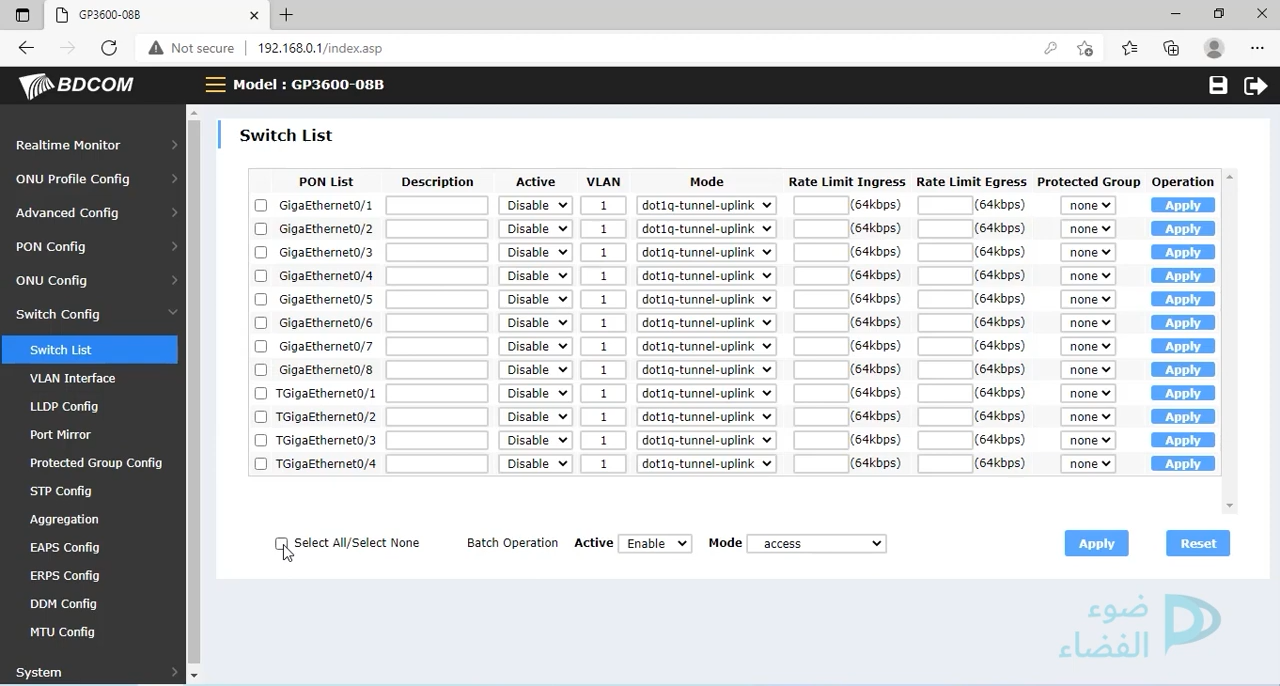 GP3600-08B
Not secure 192.168.0.1/index.asp
BDCOM
Model : GP3600-08B
Realtime Monitor
ONU Profile Config
Advanced Config
PON Config
ONU Config
Switch Config
Switch List
VLAN Interface
LLDP Config
Port Mirror
Protected Group Config
STP Config
Aggregation
EAPS Config
ERPS Config
DDM Config
MTU Config
System
Switch List
PON List Description Active VLAN Mode Rate Limit Ingress Rate Limit Egress Protected Group Operation
GigaEthernet0/1 Disable 1 dot1q-tunnel-uplink (64kbps) (64kbps) none Apply
GigaEthernet0/2 Disable 1 dot1q-tunnel-uplink (64kbps) (64kbps) none Apply
GigaEthernet0/3 Disable 1 dot1q-tunnel-uplink (64kbps) (64kbps) none Apply
GigaEthernet0/4 Disable 1 dot1q-tunnel-uplink (64kbps) (64kbps) none Apply
GigaEthernet0/5 Disable 1 dot1q-tunnel-uplink (64kbps) (64kbps) none Apply
GigaEthernet0/6 Disable 1 dot1q-tunnel-uplink (64kbps) (64kbps) none Apply
GigaEthernet0/7 Disable 1 dot1q-tunnel-uplink (64kbps) (64kbps) none Apply
GigaEthernet0/8 Disable 1 dot1q-tunnel-uplink (64kbps) (64kbps) none Apply
TGigaEthernet0/1 Disable 1 dot1q-tunnel-uplink (64kbps) (64kbps) none Apply
TGigaEthernet0/2 Disable 1 dot1q-tunnel-uplink (64kbps) (64kbps) none Apply
TGigaEthernet0/3 Disable 1 dot1q-tunnel-uplink (64kbps) (64kbps) none Apply
TGigaEthernet0/4 Disable 1 dot1q-tunnel-uplink (64kbps) (64kbps) none Apply
Select All/Select None Batch Operation Active Enable Mode access Apply Reset
ضوء
الفضاء